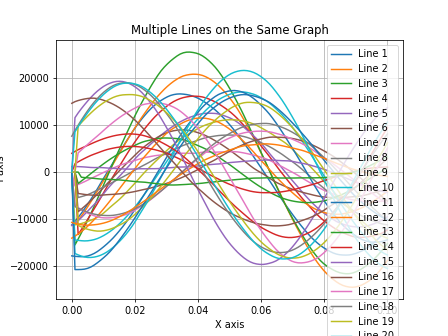 Multiple Lines on the Same Graph
20000
10000
0
−10000
−20000
0.00
0.02
0.04
0.06
X axis
Line 1
Line 2
Line 3
Line 4
Line 5
Line 6
Line 7
Line 8
Line 9
Line 10
Line 11
Line 12
Line 13
Line 14
Line 15
Line 16
Line 17
Line 18
Line 19
Line 20